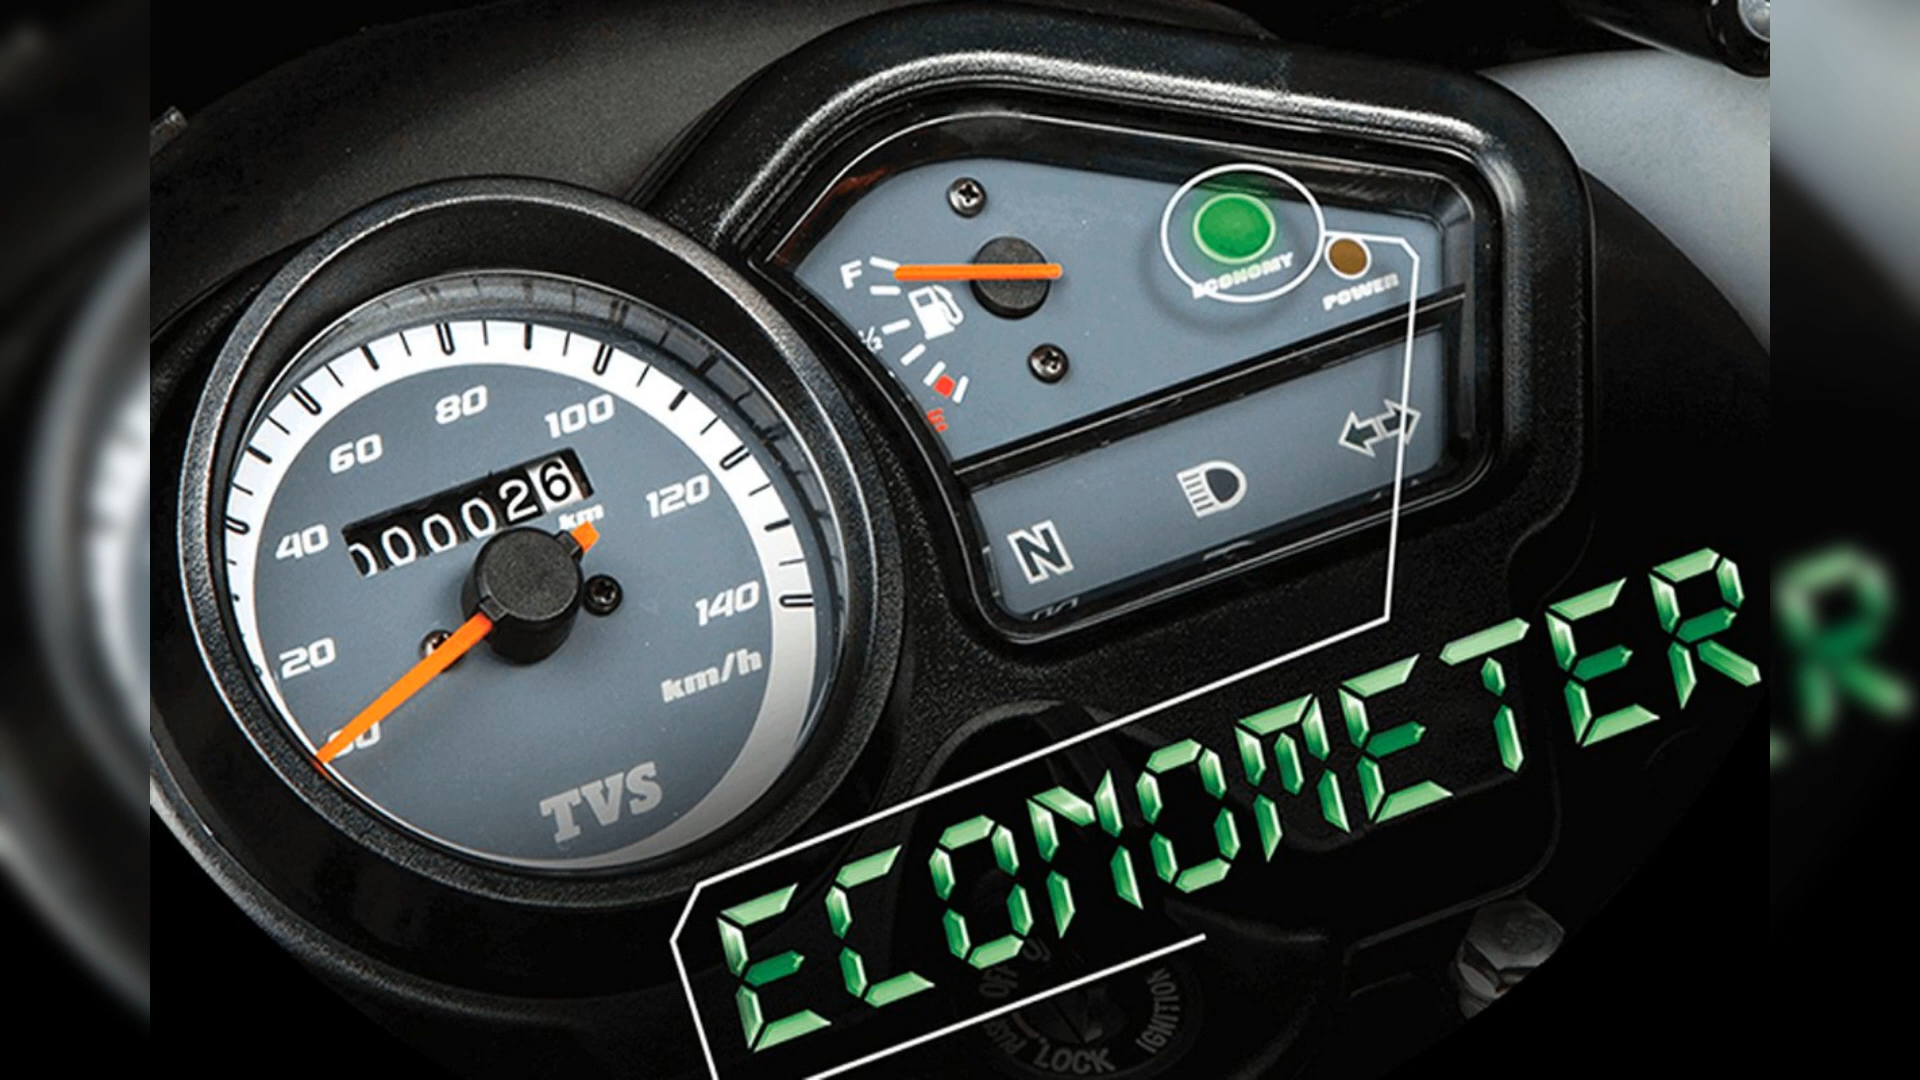 80
100
60
120
40
000026
km
140
20
km/h
TVS
F
½
E
ECONOMY
POWER
N
ECONOMETER
LOCK
IGNITION